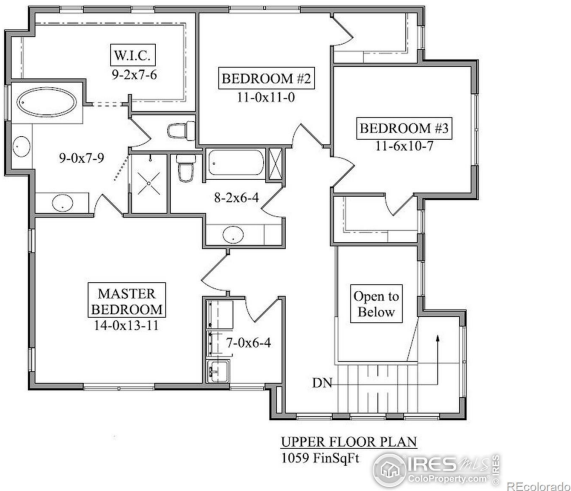 W.I.C.
9-2x7-6
BEDROOM #2
11-0x11-0
BEDROOM #3
11-6x10-7
9-0x7-9
8-2x6-4
MASTER
BEDROOM
14-0x13-11
7-0x6-4
Open to
Below
DN
UPPER FLOOR PLAN
1059 FinSqFt
IRES MLS
ColoProperty.com
IRES
REcolorado